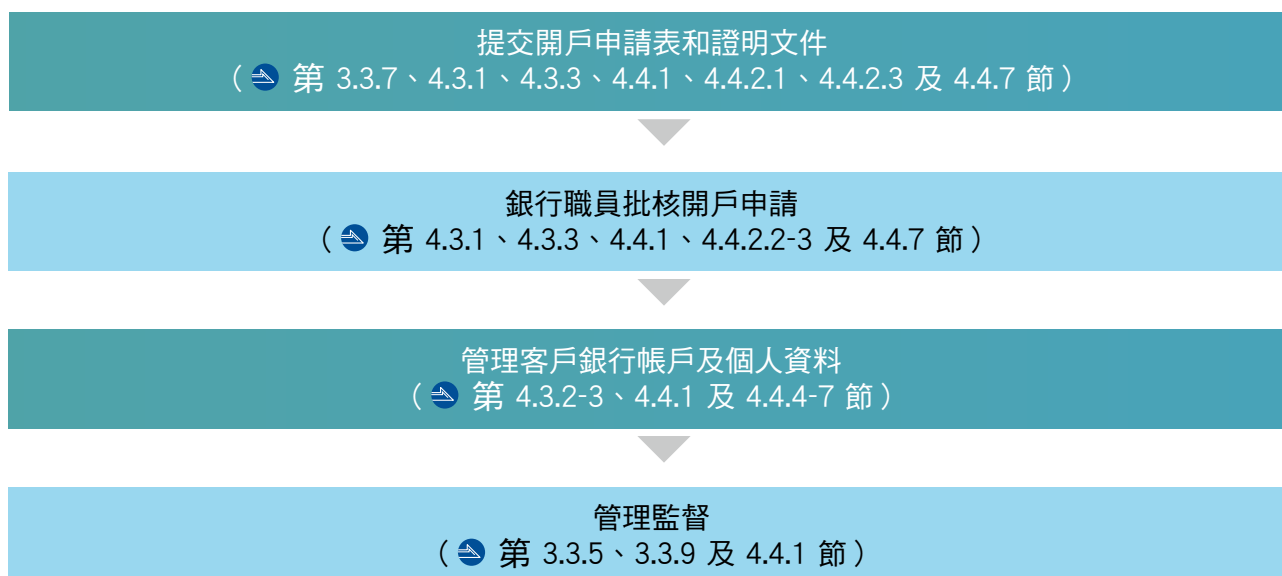 提交開戶申請表和證明文件
( 第 3.3.7、4.3.1、4.3.3、4.4.1、4.4.2.1、4.4.2.3 及 4.4.7 節 )
銀行職員批核開戶申請
( 第 4.3.1、4.3.3、4.4.1、4.4.2.2-3 及 4.4.7 節 )
管理客戶銀行帳戶及個人資料
( 第 4.3.2-3、4.4.1 及 4.4.4-7 節 )
管理監督
( 第 3.3.5、3.3.9 及 4.4.1 節 )